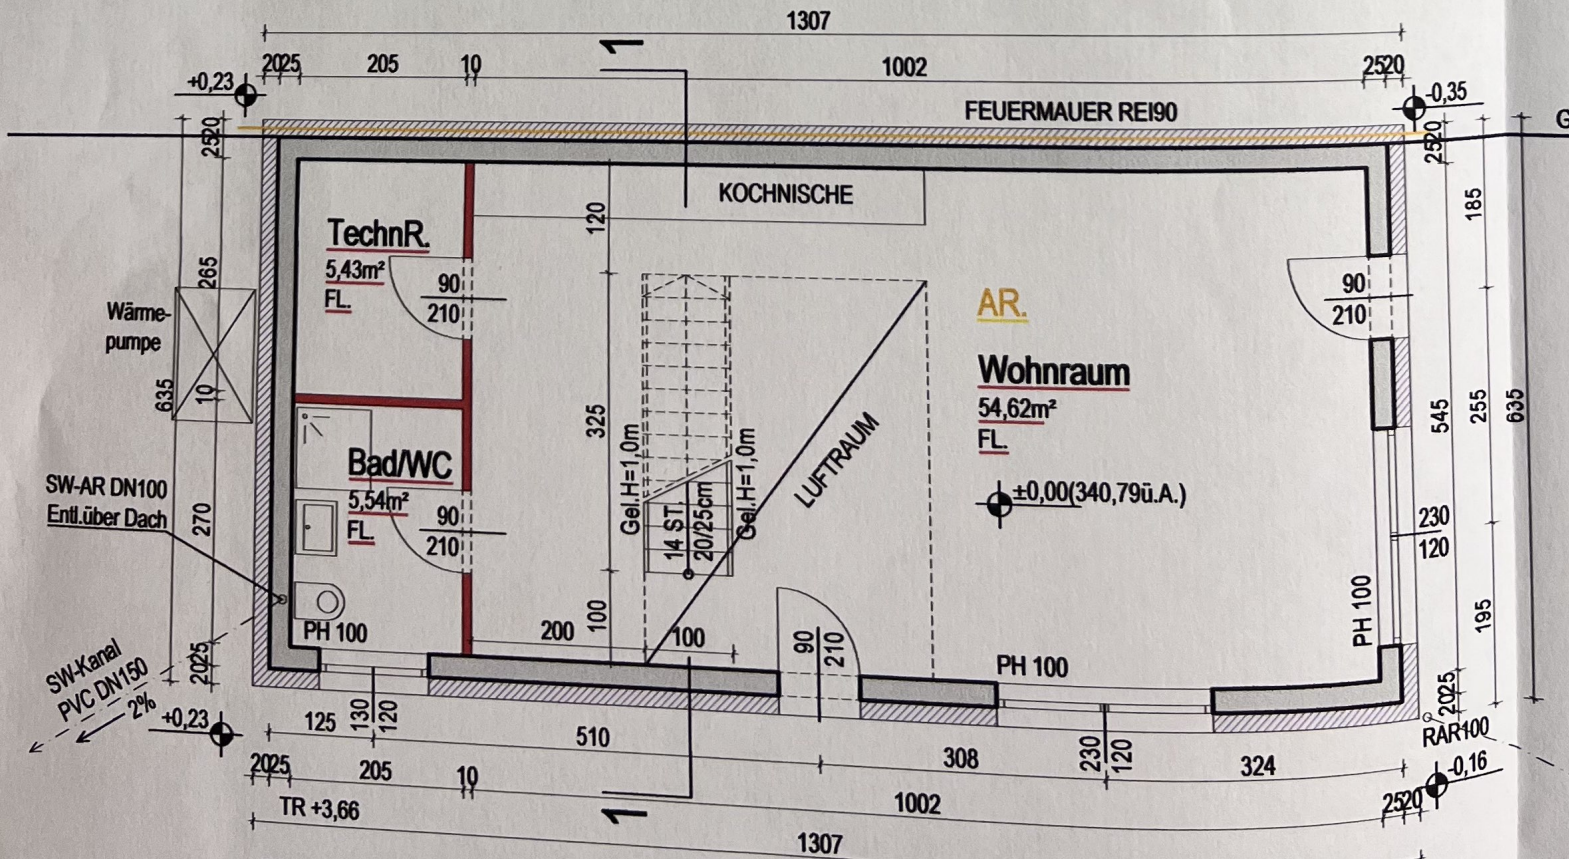 1307
2025
205
10
1002
2520
1
+0,23
-0,35
FEUERMAUER REI90
G
2520
2520
KOCHNISCHE
120
185
TechnR.
5,43m²
FL.
90
210
265
Wärme-
pumpe
635
10
AR.
Wohnraum
54,62m²
FL.
±0,00(340,79ü.A.)
90
210
545
255
635
325
Gel.H=1,0m
14 ST.
20/25cm
Gel.H=1,0m
LUFTRAUM
Bad/WC
5,54m²
FL.
90
210
SW-AR DN100
Entl.über Dach
270
230
120
PH 100
195
PH 100
200
100
100
90
210
PH 100
2025
2025
SW-Kanal
PVC DN150
2%
+0,23
RAR100
-0,16
125
130
120
510
308
230
120
324
2025
205
10
1
1002
2520
TR +3,66
1307